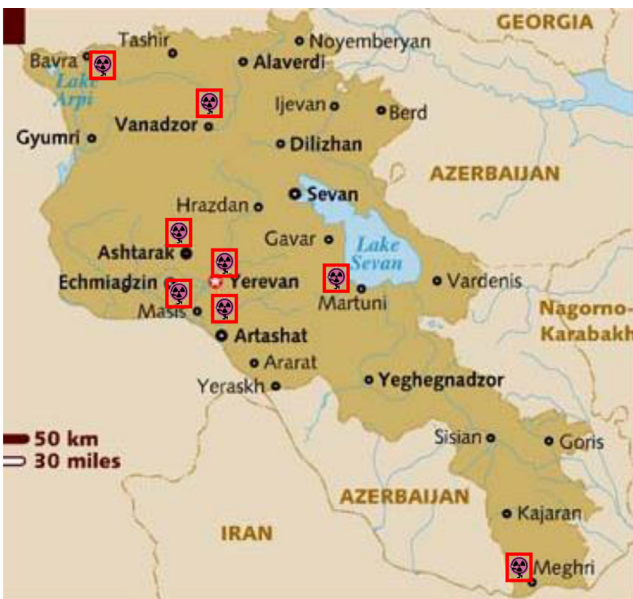 GEORGIA
Tashir
Noyemberyan
Bavra
Alaverdi
Lake
Arpi
Ijevan
Berd
Vanadzor
Gyumri
Dilizhan
AZERBAIJAN
Sevan
Hrazdan
Gavar
Ashtarak
Lake
Sevan
Echmiadzin
Yerevan
Vardenis
Martuni
Masis
Nagorno-
Karabakh
Artashat
Ararat
Yeraskh
Yeghegnadzor
50 km
30 miles
Sisian
Goris
AZERBAIJAN
Kajaran
IRAN
Meghri